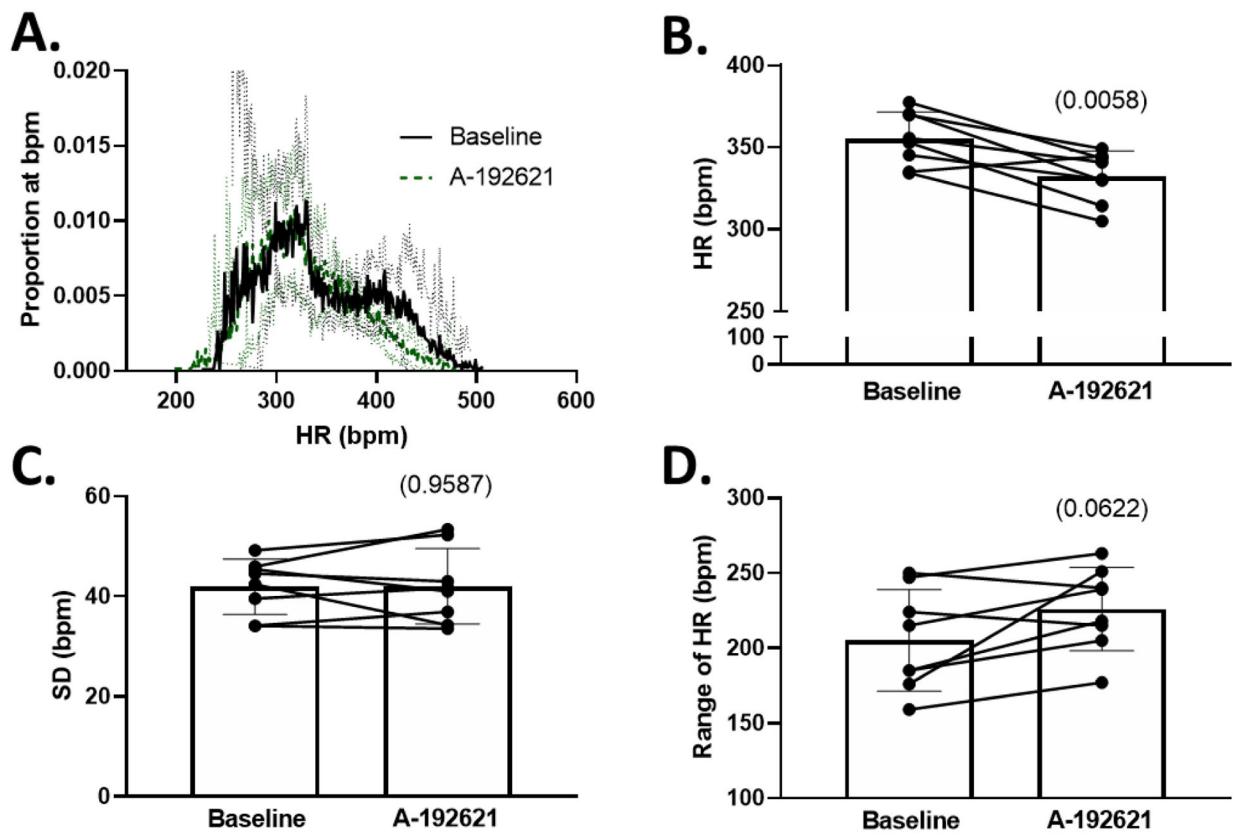 A.
0.020
0.015
0.010
0.005
0.000
Proportion at bpm
Baseline
A-192621
200 300 400 500 600
HR (bpm)
B.
400
350
300
250
100
0
HR (bpm)
(0.0058)
Baseline A-192621
C.
60
40
20
0
SD (bpm)
(0.9587)
Baseline A-192621
D.
300
250
200
150
100
Range of HR (bpm)
(0.0622)
Baseline A-192621